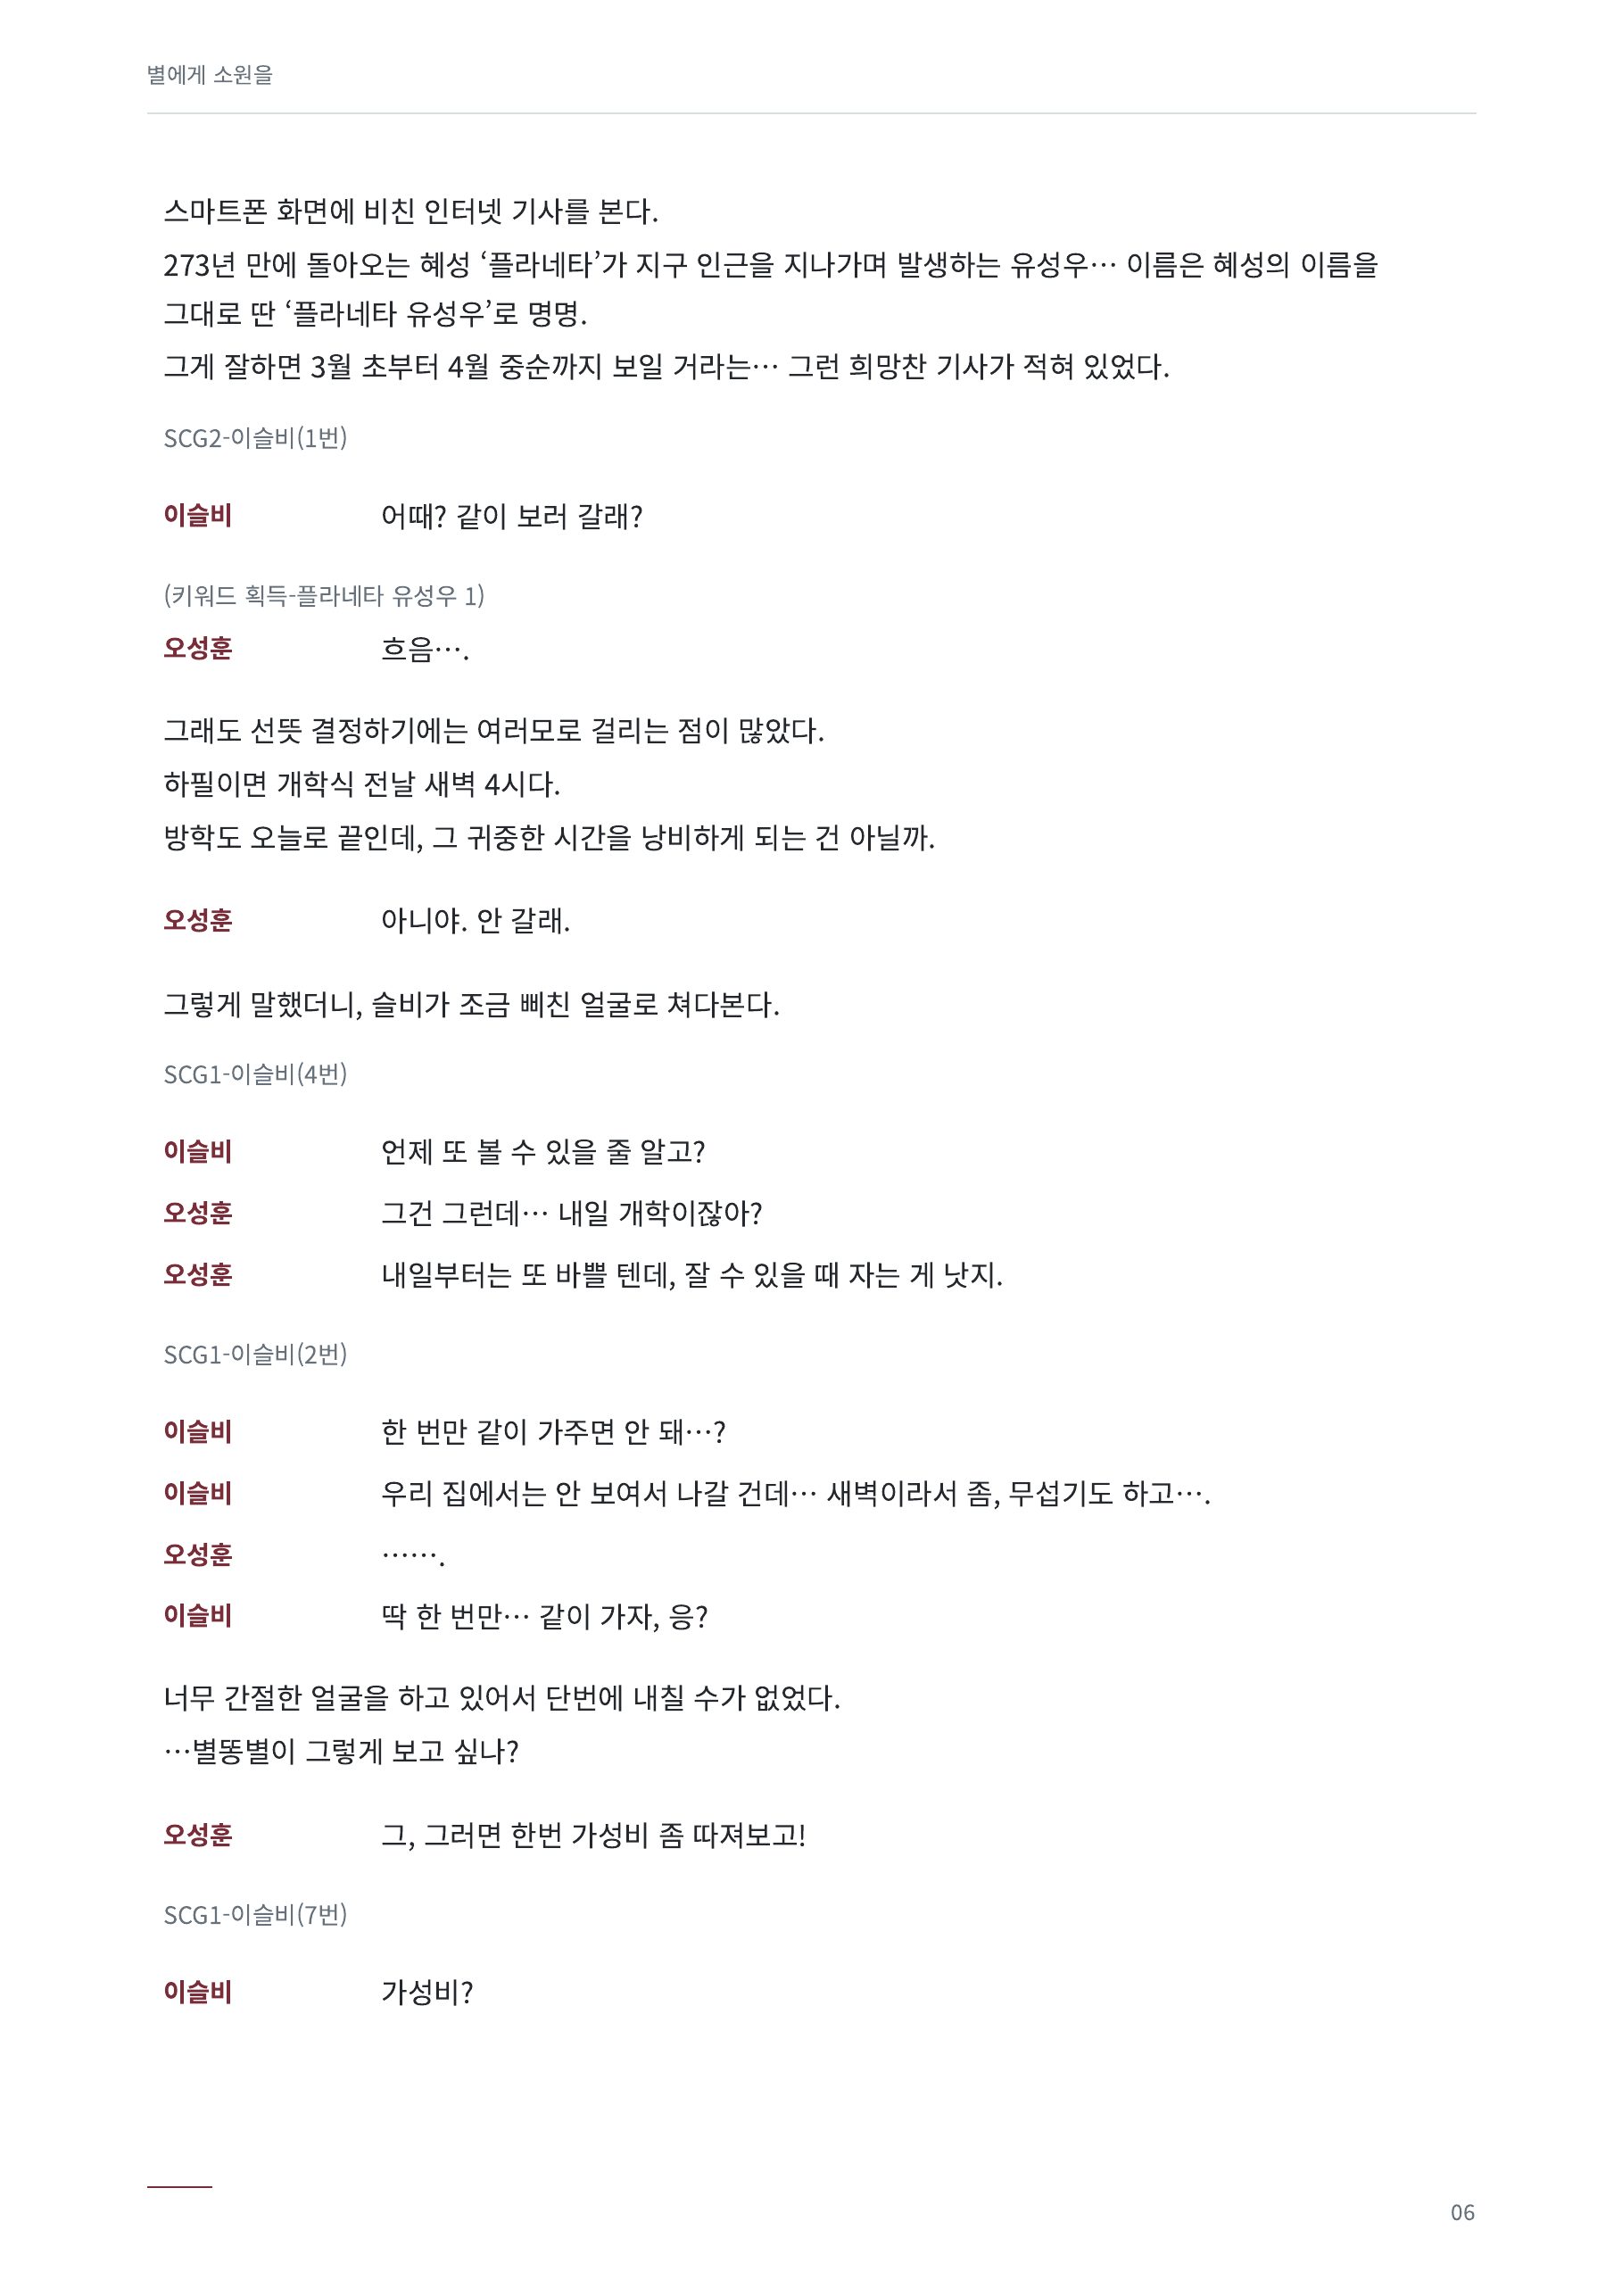 별에게 소원을
스마트폰 화면에 비친 인터넷 기사를 본다.
273년 만에 돌아오는 혜성 ‘플라네타’가 지구 인근을 지나가며 발생하는 유성우… 이름은 혜성의 이름을
그대로 딴 ‘플라네타 유성우’로 명명.
그게 잘하면 3월 초부터 4월 중순까지 보일 거라는… 그런 희망찬 기사가 적혀 있었다.
SCG2-이슬비(1번)
이슬비 어때? 같이 보러 갈래?
(키워드 획득-플라네타 유성우 1)
오성훈 흐음….
그래도 선뜻 결정하기에는 여러모로 걸리는 점이 많았다.
하필이면 개학식 전날 새벽 4시다.
방학도 오늘로 끝인데, 그 귀중한 시간을 낭비하게 되는 건 아닐까.
오성훈 아니야. 안 갈래.
그렇게 말했더니, 슬비가 조금 삐친 얼굴로 쳐다본다.
SCG1-이슬비(4번)
이슬비 언제 또 볼 수 있을 줄 알고?
오성훈 그건 그런데… 내일 개학이잖아?
오성훈 내일부터는 또 바쁠 텐데, 잘 수 있을 때 자는 게 낫지.
SCG1-이슬비(2번)
이슬비 한 번만 같이 가주면 안 돼…?
이슬비 우리 집에서는 안 보여서 나갈 건데… 새벽이라서 좀, 무섭기도 하고….
오성훈 …….
이슬비 딱 한 번만… 같이 가자, 응?
너무 간절한 얼굴을 하고 있어서 단번에 내칠 수가 없었다.
…별똥별이 그렇게 보고 싶나?
오성훈 그, 그러면 한번 가성비 좀 따져보고!
SCG1-이슬비(7번)
이슬비 가성비?
06